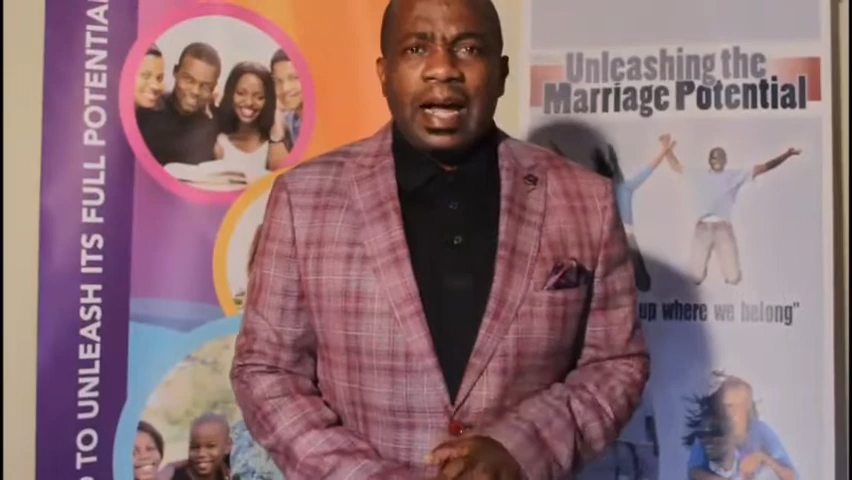 P TO UNLEASH ITS FULL POTENTIAL
Unleashing the
Marriage Potential
up where we belong"